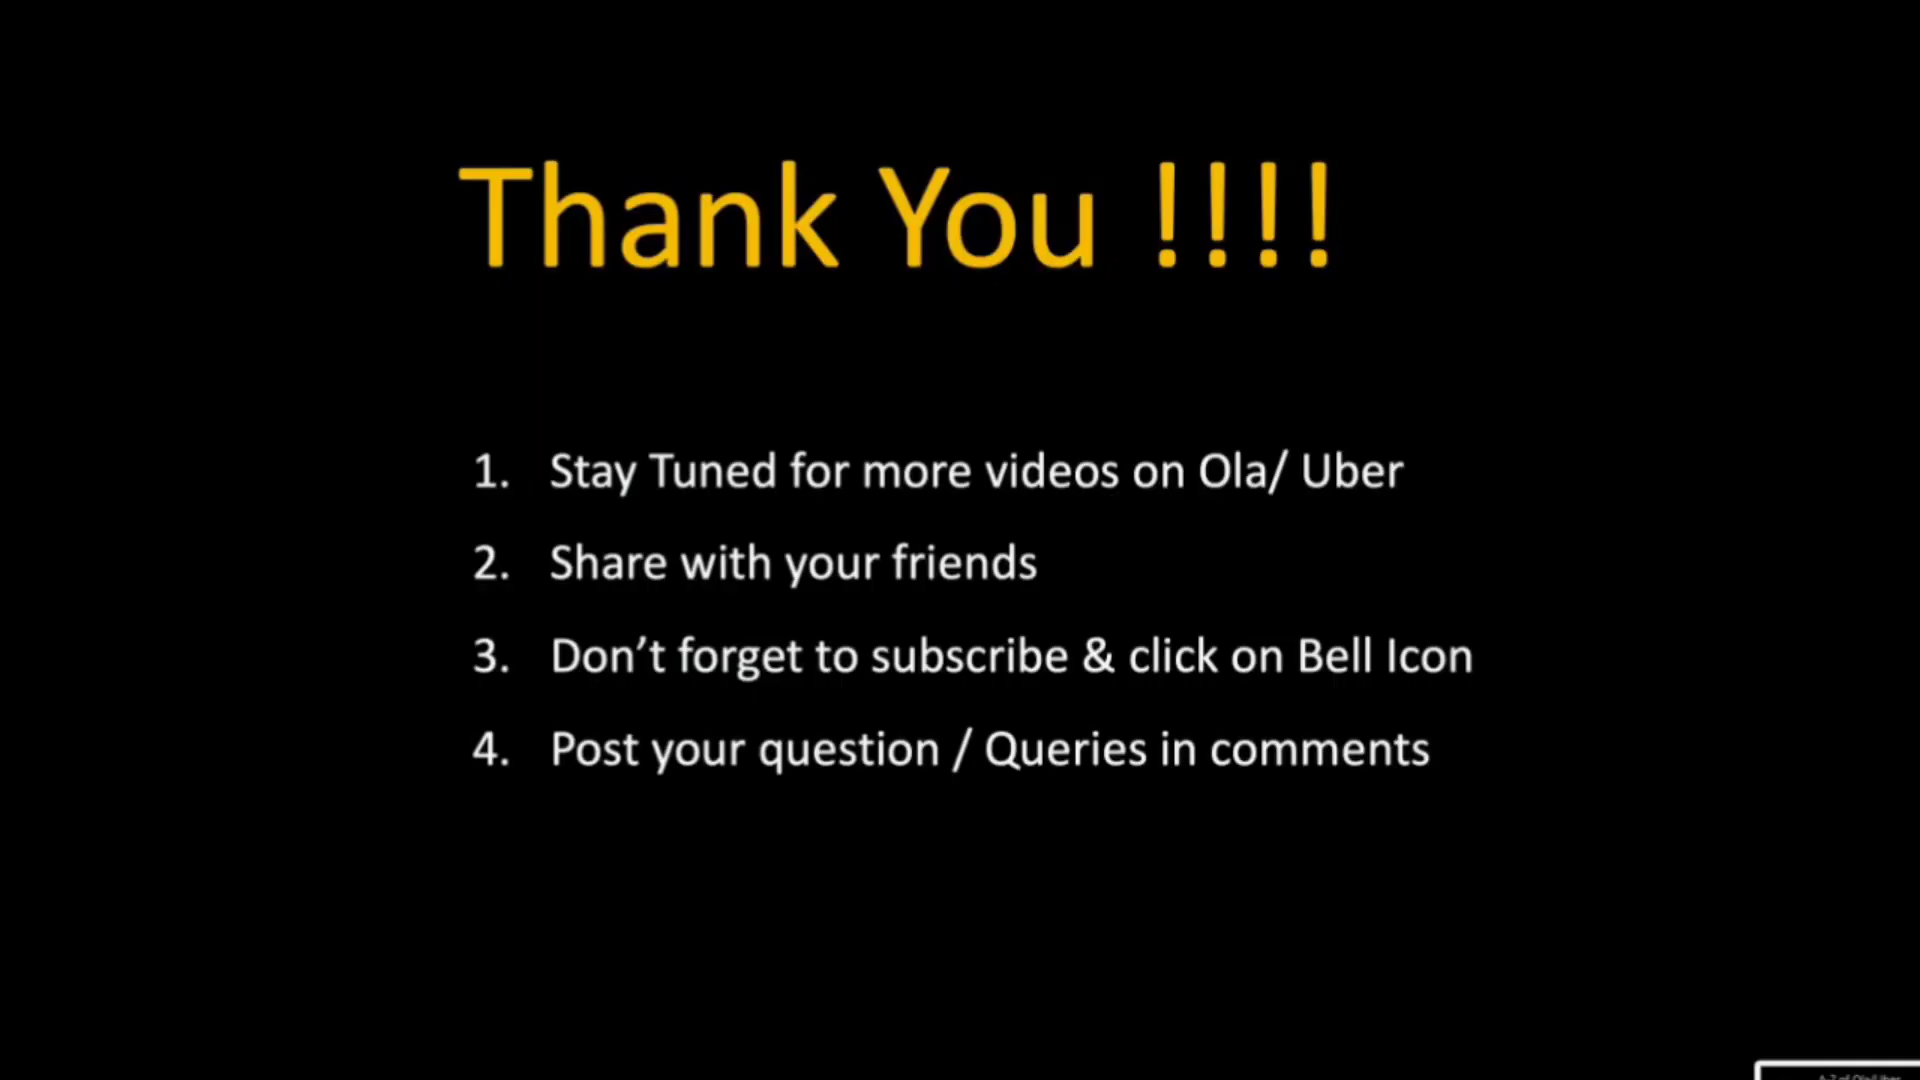 Thank You !!!!
1. Stay Tuned for more videos on Ola/ Uber
2. Share with your friends
3. Don’t forget to subscribe & click on Bell Icon
4. Post your question / Queries in comments